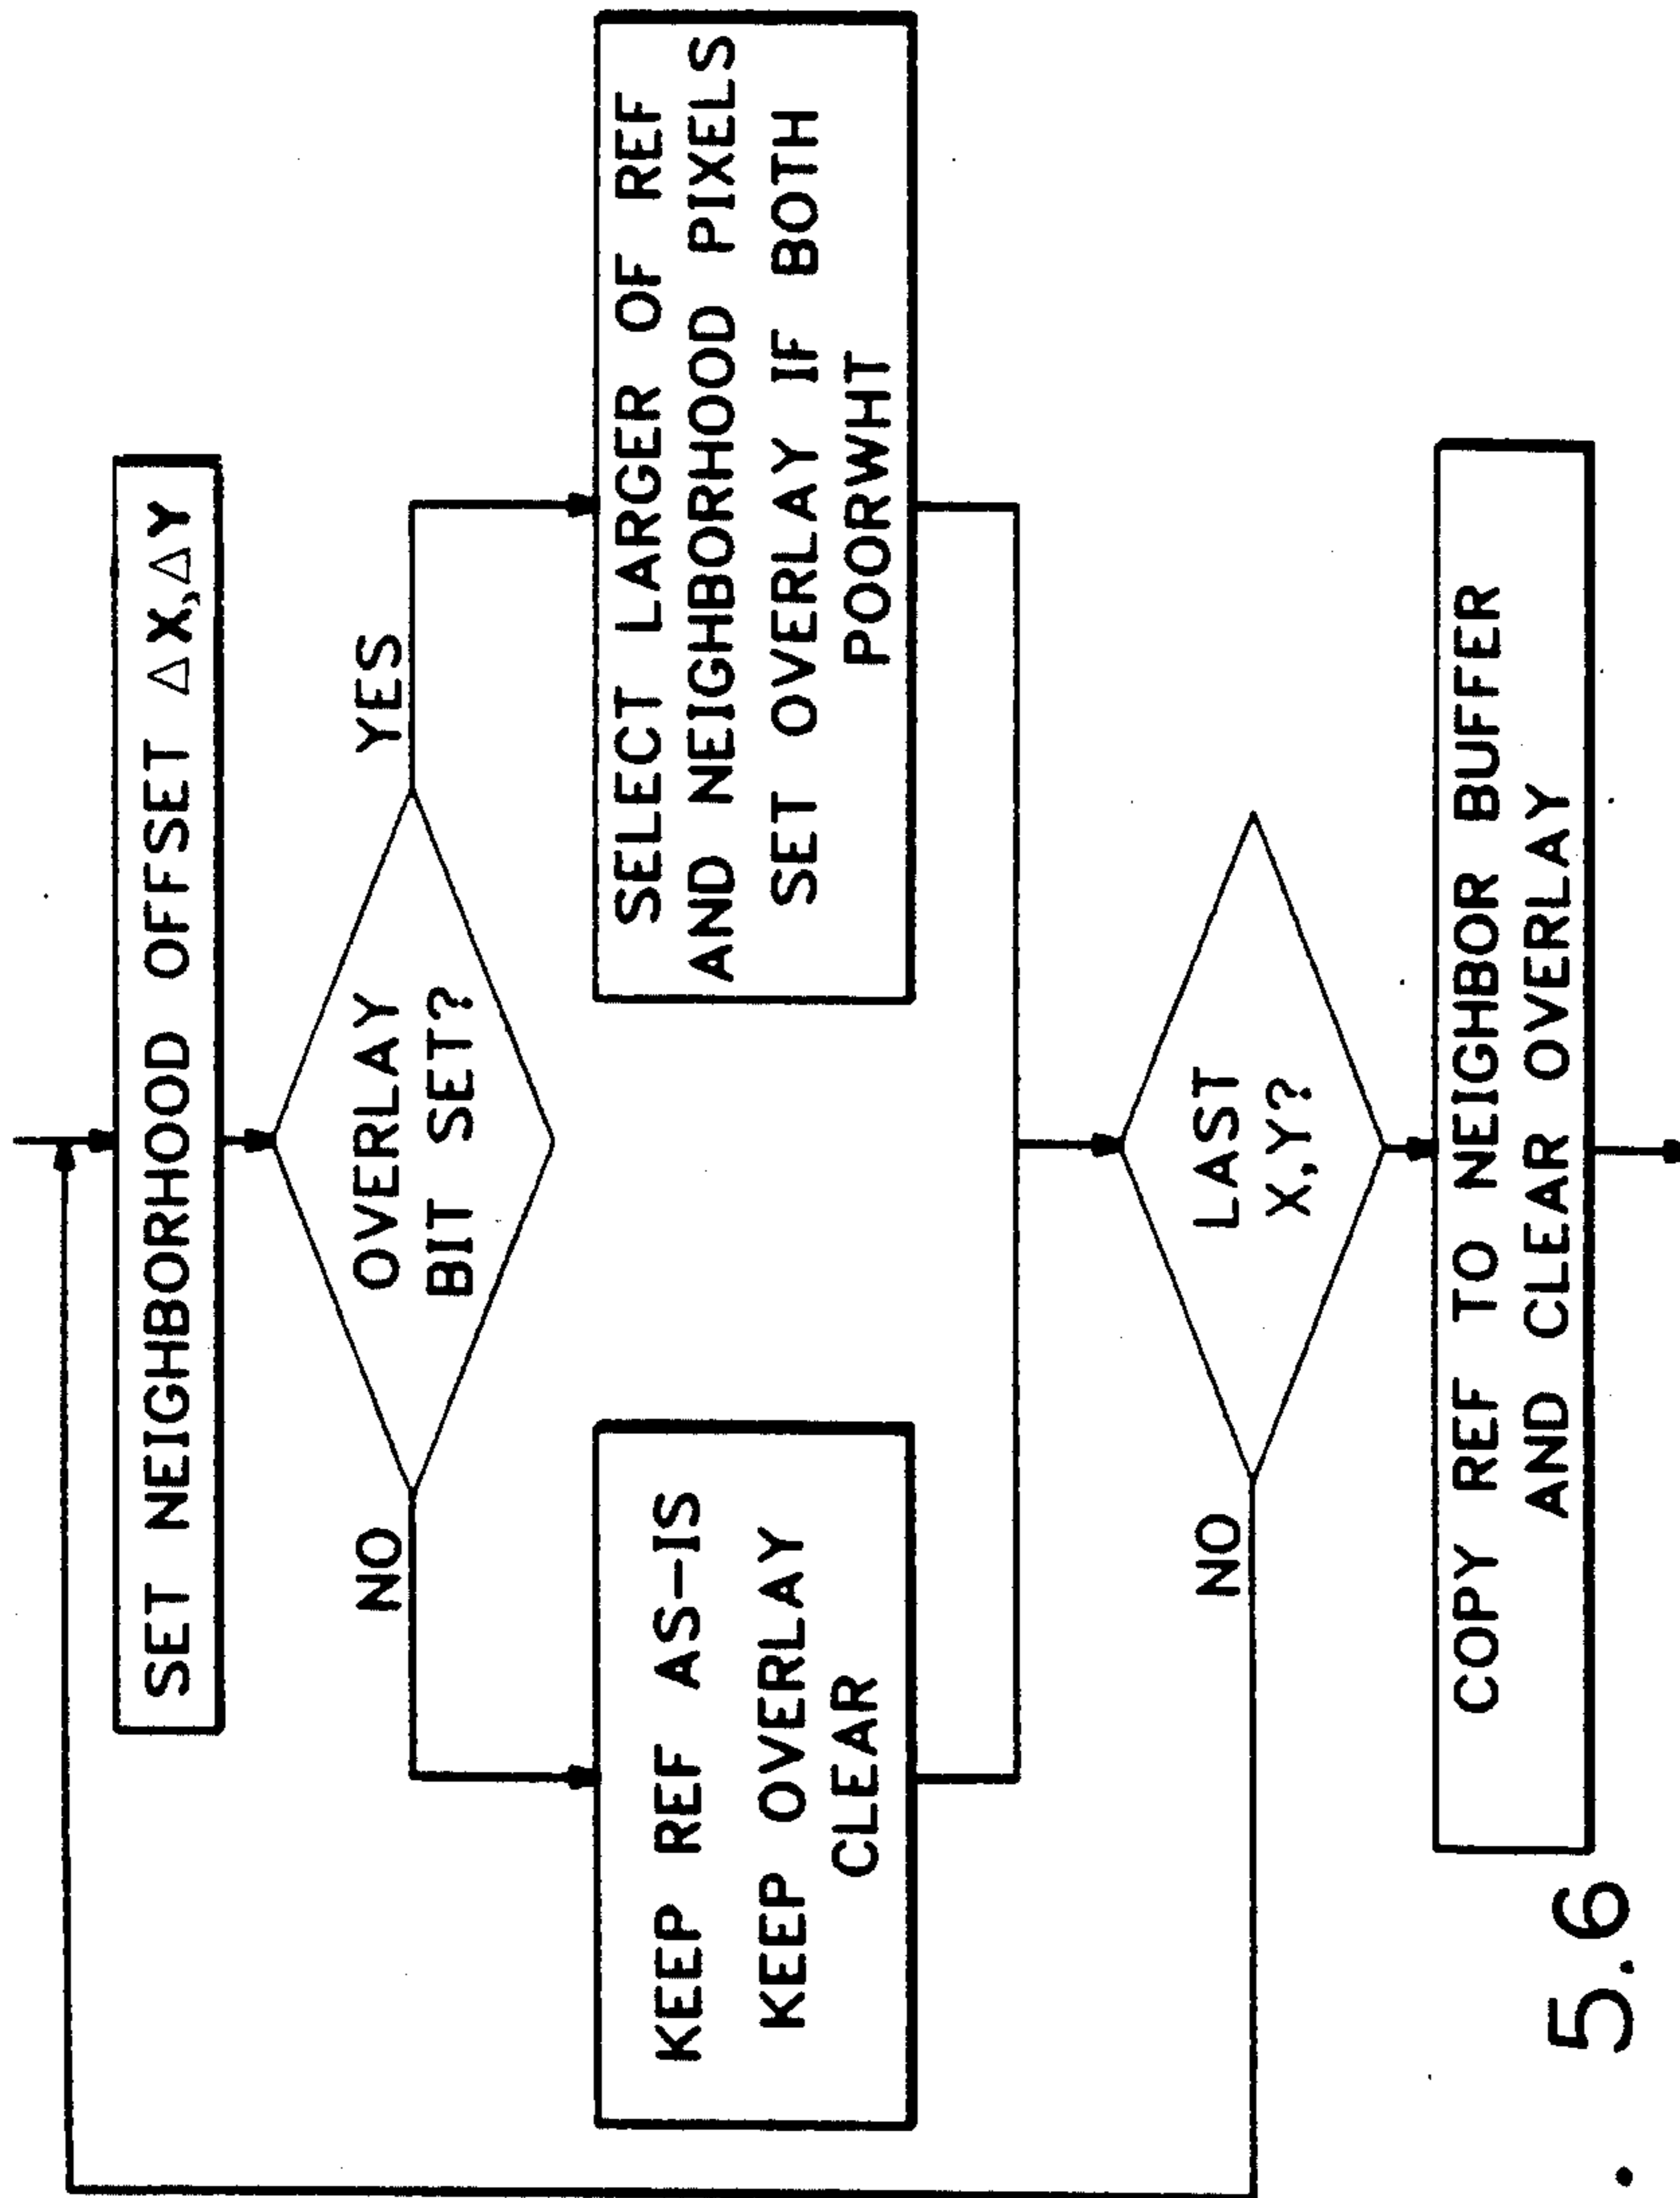 SET NEIGHBORHOOD OFFSET △X,△Y
OVERLAY
BIT SET?
NO
YES
KEEP REF AS-IS
KEEP OVERLAY
CLEAR
SELECT LARGER OF REF
AND NEIGHBORHOOD PIXELS
SET OVERLAY IF BOTH
POORWHT
LAST
X,Y?
NO
COPY REF TO NEIGHBOR BUFFER
AND CLEAR OVERLAY
. 5.6